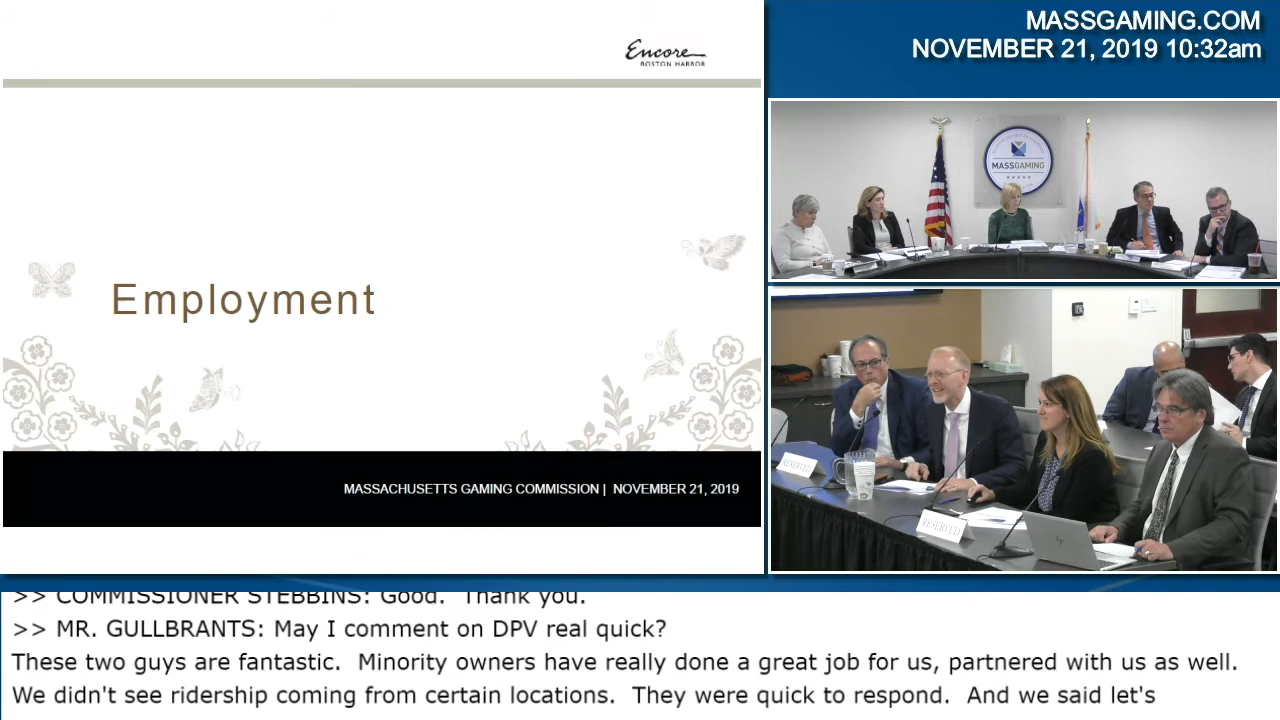 Encore
BOSTON HARBOR
Employment
MASSACHUSETTS GAMING COMMISSION | NOVEMBER 21, 2019
MASSGAMING.COM
NOVEMBER 21, 2019 10:32am
MASSGAMING
RESERVED
RESERVED
>> COMMISSIONER STEBBINS: Good. Thank you.
>> MR. GULLBRANTS: May I comment on DPV real quick?
These two guys are fantastic. Minority owners have really done a great job for us, partnered with us as well.
We didn't see ridership coming from certain locations. They were quick to respond. And we said let's